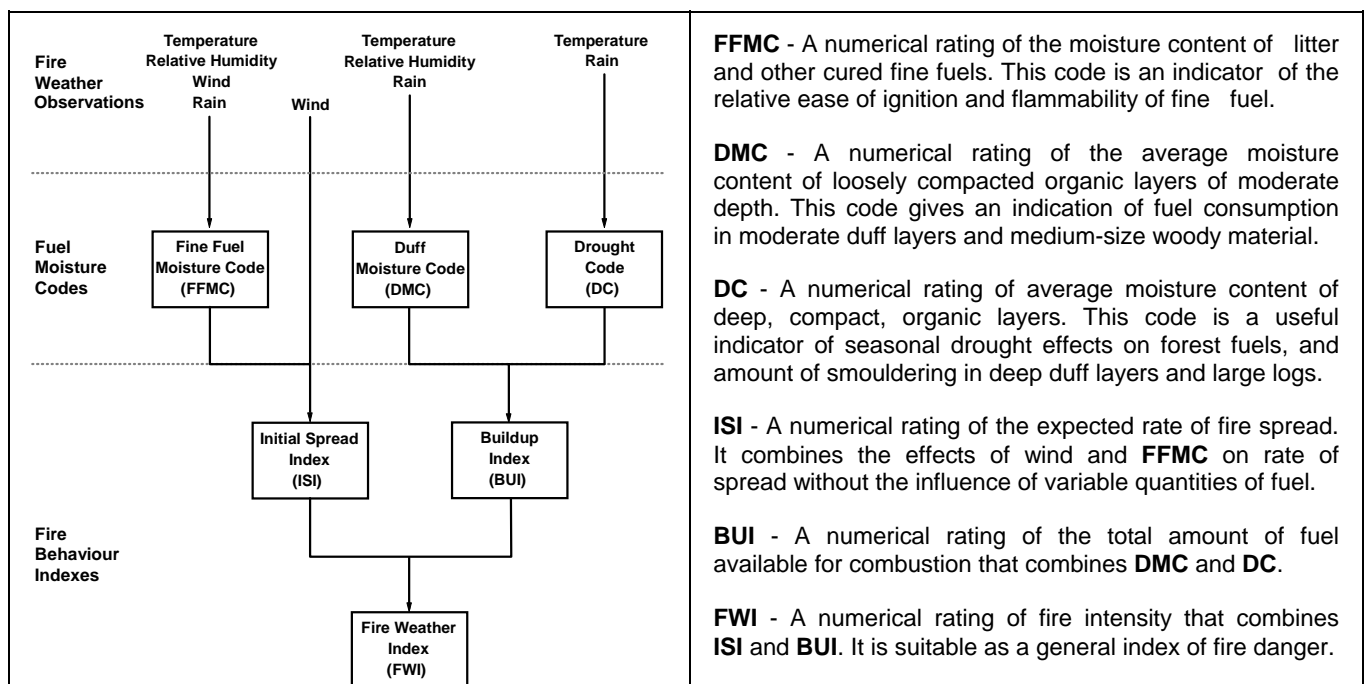 Temperature
Relative Humidity
Wind
Rain
Wind
Temperature
Relative Humidity
Rain
Temperature
Rain
Fire
Weather
Observations
Fuel
Moisture
Codes
Fine Fuel
Moisture Code
(FFMC)
Duff
Moisture Code
(DMC)
Drought
Code
(DC)
Initial Spread
Index
(ISI)
Buildup
Index
(BUI)
Fire
Behaviour
Indexes
Fire Weather
Index
(FWI)
FFMC - A numerical rating of the moisture content of litter
and other cured fine fuels. This code is an indicator of the
relative ease of ignition and flammability of fine fuel.
DMC - A numerical rating of the average moisture
content of loosely compacted organic layers of moderate
depth. This code gives an indication of fuel consumption
in moderate duff layers and medium-size woody material.
DC - A numerical rating of average moisture content of
deep, compact, organic layers. This code is a useful
indicator of seasonal drought effects on forest fuels, and
amount of smouldering in deep duff layers and large logs.
ISI - A numerical rating of the expected rate of fire spread.
It combines the effects of wind and FFMC on rate of
spread without the influence of variable quantities of fuel.
BUI - A numerical rating of the total amount of fuel
available for combustion that combines DMC and DC.
FWI - A numerical rating of fire intensity that combines
ISI and BUI. It is suitable as a general index of fire danger.